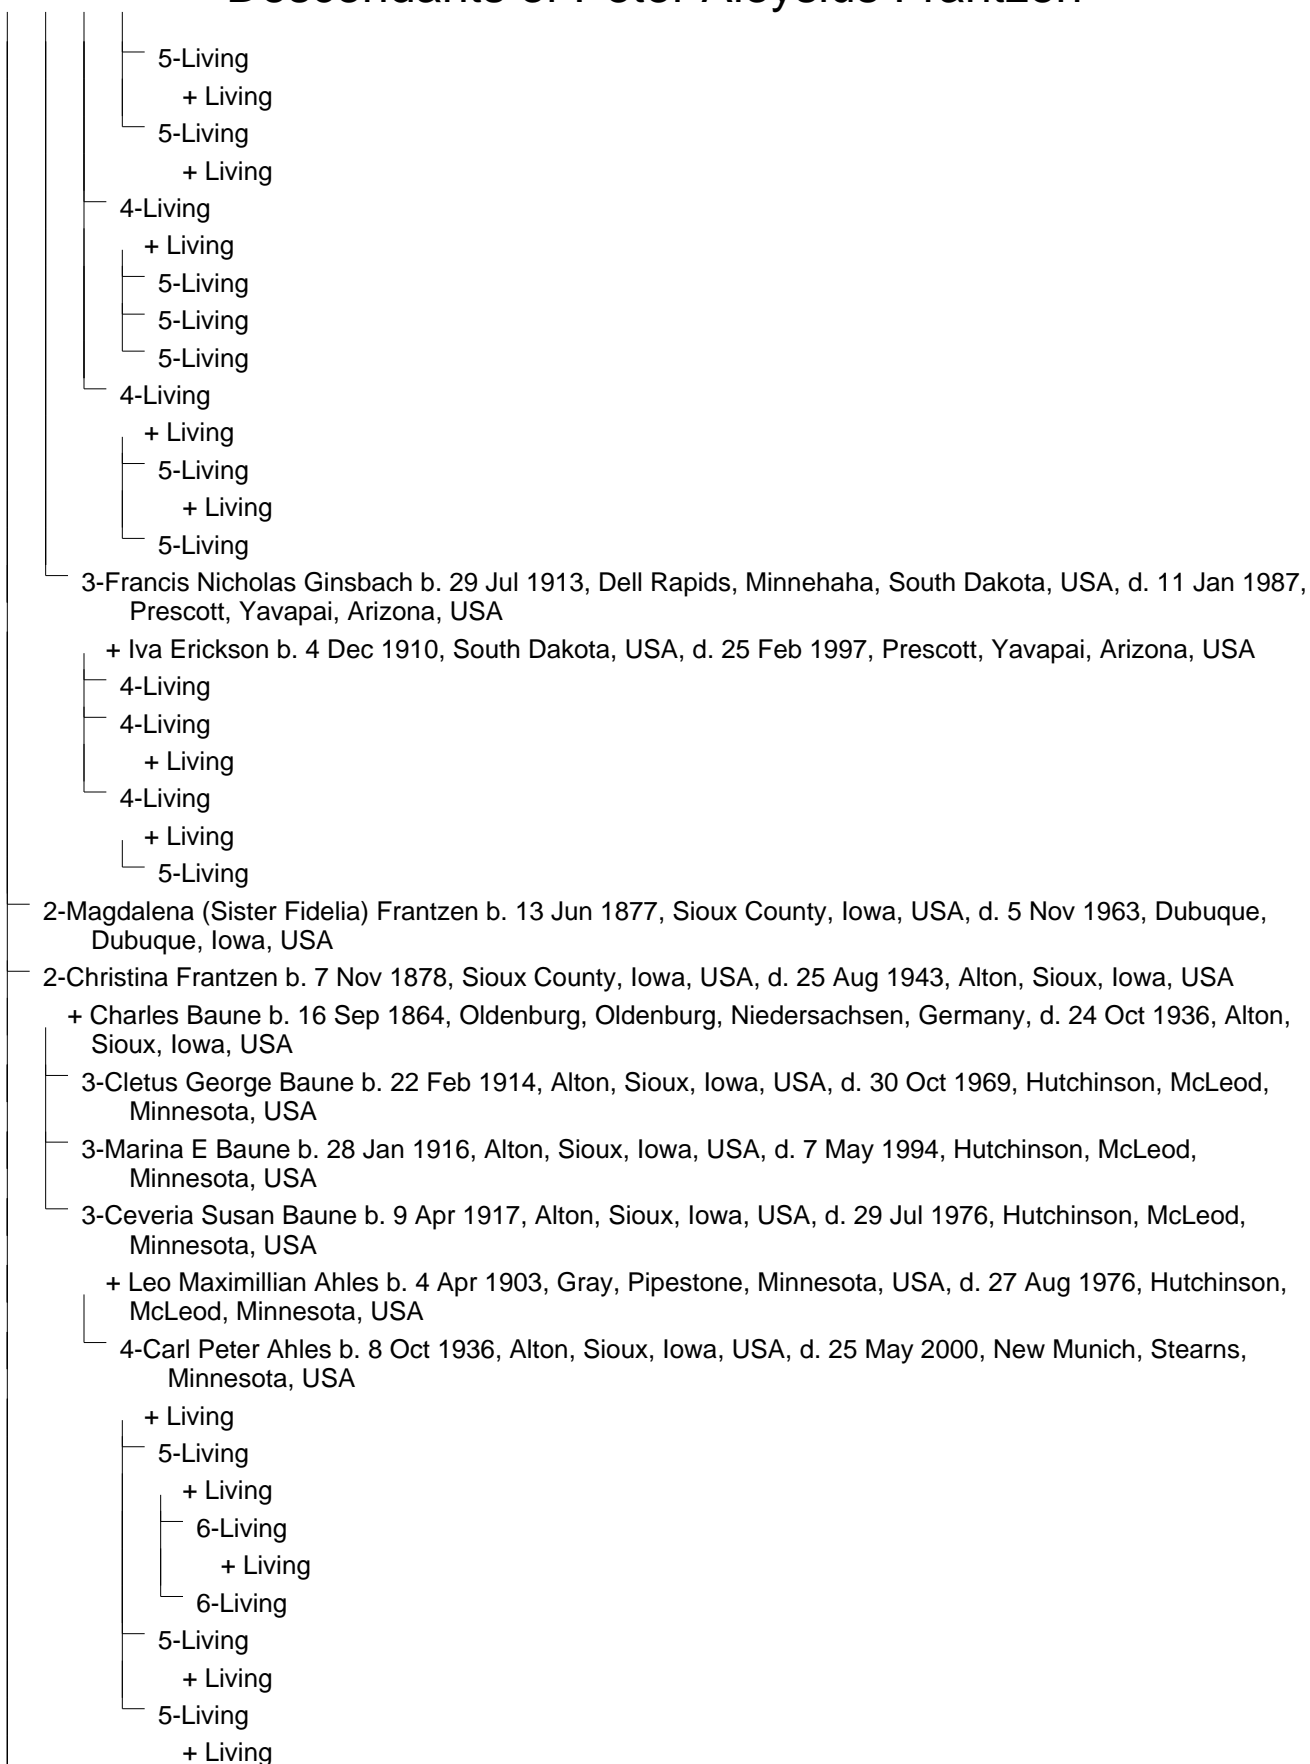 Descendants of Peter Aloysius Frantzen
5-Living
+ Living
5-Living
+ Living
4-Living
+ Living
5-Living
5-Living
5-Living
4-Living
+ Living
5-Living
+ Living
5-Living
3-Francis Nicholas Ginsbach b. 29 Jul 1913, Dell Rapids, Minnehaha, South Dakota, USA, d. 11 Jan 1987,
Prescott, Yavapai, Arizona, USA
+ Iva Erickson b. 4 Dec 1910, South Dakota, USA, d. 25 Feb 1997, Prescott, Yavapai, Arizona, USA
4-Living
4-Living
+ Living
4-Living
+ Living
5-Living
2-Magdalena (Sister Fidelia) Frantzen b. 13 Jun 1877, Sioux County, Iowa, USA, d. 5 Nov 1963, Dubuque,
Dubuque, Iowa, USA
2-Christina Frantzen b. 7 Nov 1878, Sioux County, Iowa, USA, d. 25 Aug 1943, Alton, Sioux, Iowa, USA
+ Charles Baune b. 16 Sep 1864, Oldenburg, Oldenburg, Niedersachsen, Germany, d. 24 Oct 1936, Alton,
Sioux, Iowa, USA
3-Cletus George Baune b. 22 Feb 1914, Alton, Sioux, Iowa, USA, d. 30 Oct 1969, Hutchinson, McLeod,
Minnesota, USA
3-Marina E Baune b. 28 Jan 1916, Alton, Sioux, Iowa, USA, d. 7 May 1994, Hutchinson, McLeod,
Minnesota, USA
3-Ceveria Susan Baune b. 9 Apr 1917, Alton, Sioux, Iowa, USA, d. 29 Jul 1976, Hutchinson, McLeod,
Minnesota, USA
+ Leo Maximillian Ahles b. 4 Apr 1903, Gray, Pipestone, Minnesota, USA, d. 27 Aug 1976, Hutchinson,
McLeod, Minnesota, USA
4-Carl Peter Ahles b. 8 Oct 1936, Alton, Sioux, Iowa, USA, d. 25 May 2000, New Munich, Stearns,
Minnesota, USA
+ Living
5-Living
+ Living
6-Living
+ Living
6-Living
5-Living
+ Living
5-Living
+ Living